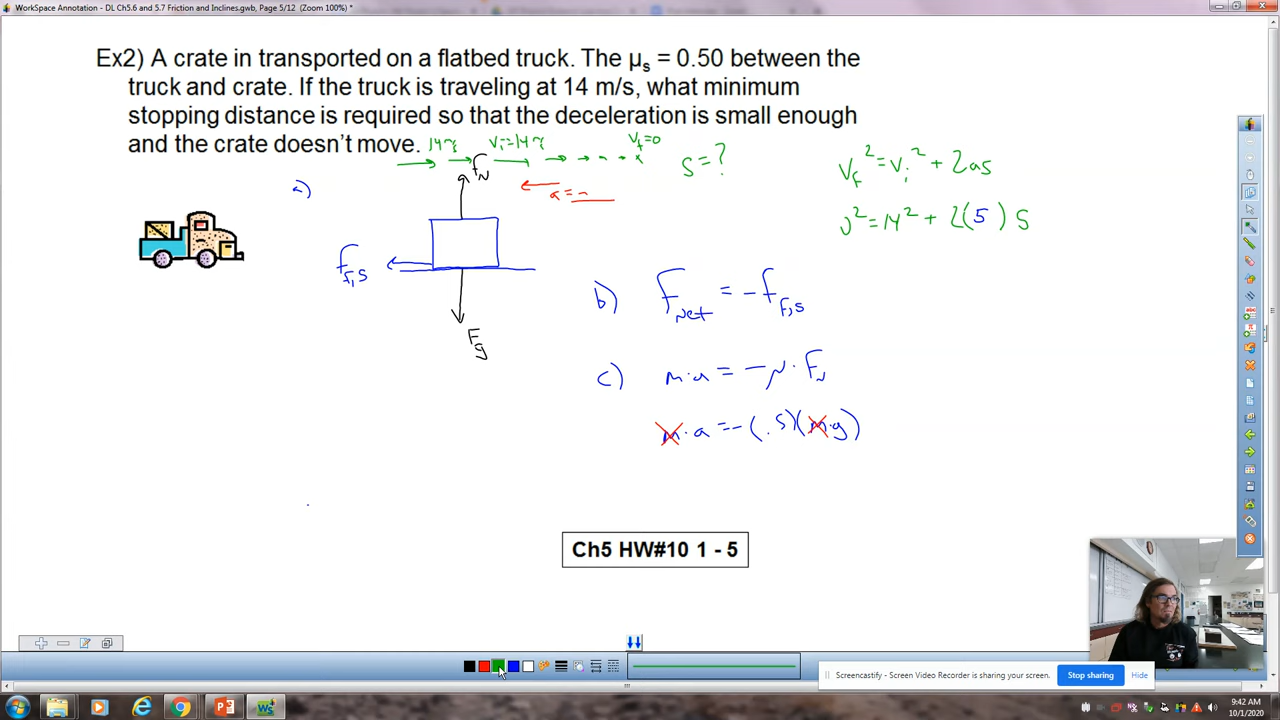 WorkSpace Annotation - DL Ch5.6 and 5.7 Friction and Inclines.gwb, Page 5/12 (Zoom 100%) *
Ex2) A crate in transported on a flatbed truck. The μs = 0.50 between the
truck and crate. If the truck is traveling at 14 m/s, what minimum
stopping distance is required so that the deceleration is small enough
and the crate doesn't move.
Vi=14
Vf=0
S=?
Vf²=Vi²+2as
a)
FN
a=-
0²=14²+2(5)S
Ff,s
b) Fnet=-Ff,s
Fg
c) m·a=-μ·FN
m·a=-(.5)(m·g)
Ch5 HW#10 1 - 5
Screencastify - Screen Video Recorder is sharing your screen.
Stop sharing
Hide
9:42 AM
10/1/2020